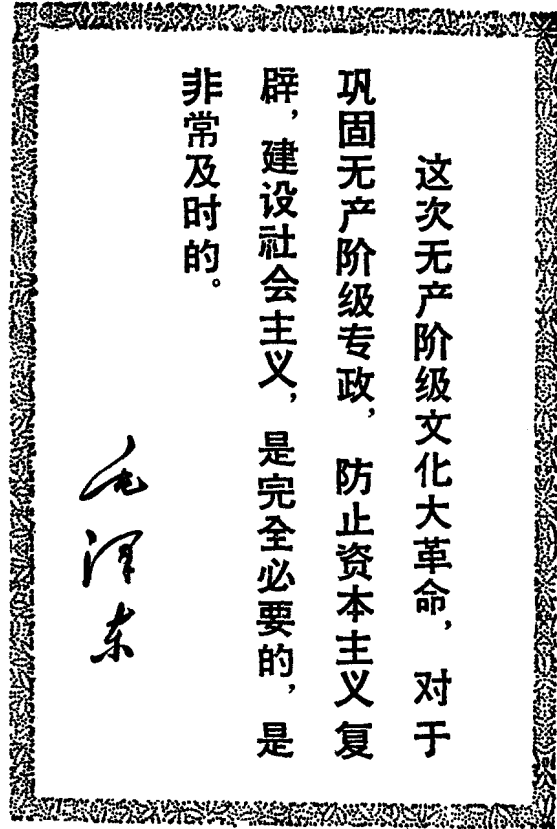 这次无产阶级文化大革命，对于
巩固无产阶级专政，防止资本主义复
辟，建设社会主义，是完全必要的，是
非常及时的。
毛泽东